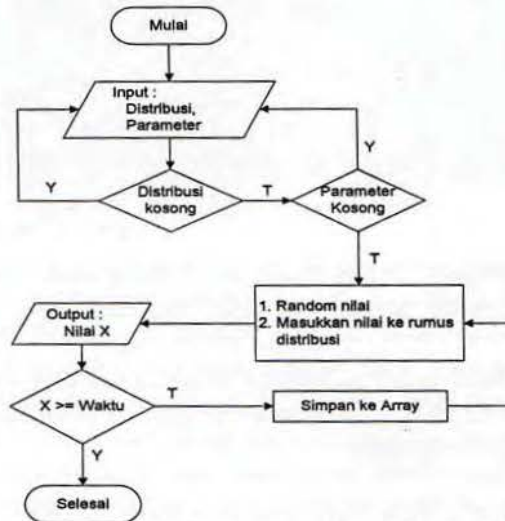 Mulai
Input :
Distribusi,
Parameter
Y
Distribusi
kosong
T
Parameter
Kosong
Y
T
1. Random nilai
2. Masukkan nilai ke rumus
distribusi
Output :
Nilai X
X >= Waktu
T
Simpan ke Array
Y
Selesai